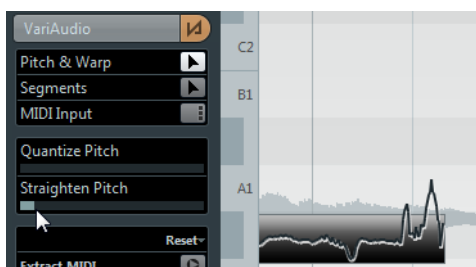 VariAudio
Pitch & Warp
Segments
MIDI Input
Quantize Pitch
Straighten Pitch
Reset
Extract MIDI
C2
B1
A1